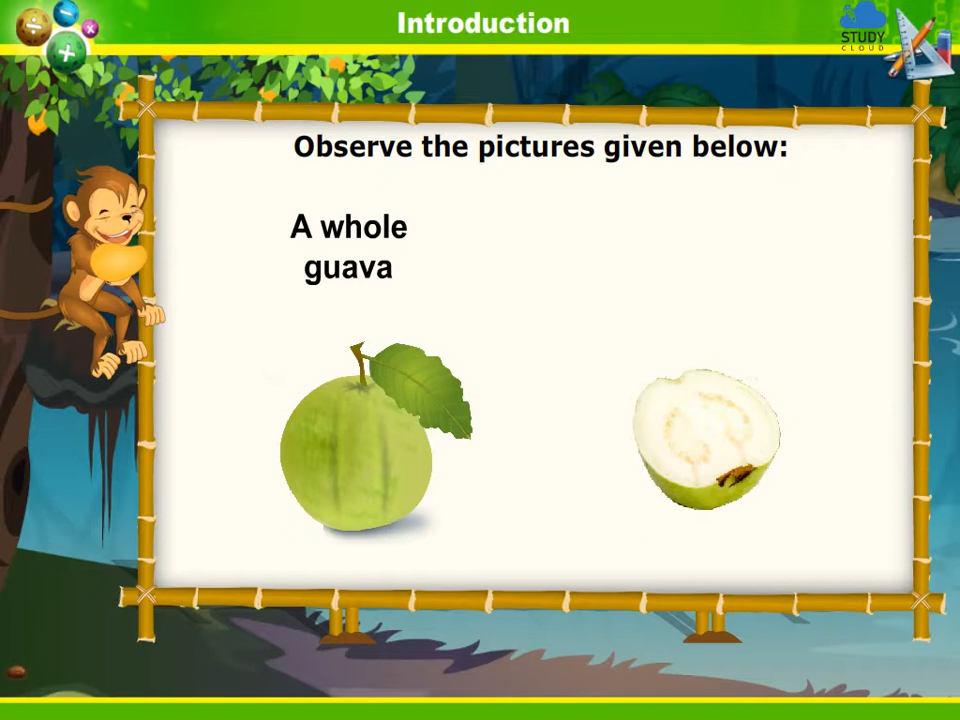 Introduction
STUDY
CLOUD
Observe the pictures given below:
A whole
guava